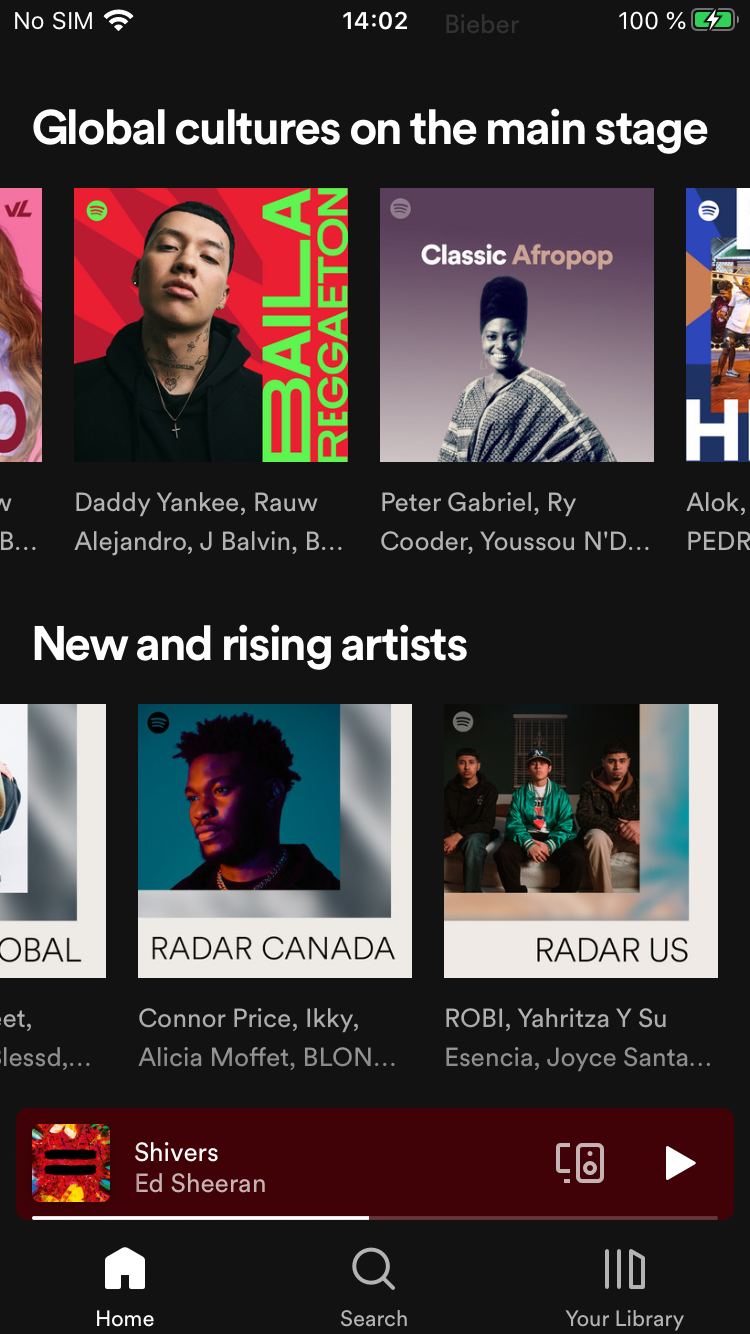 No SIM 14:02 Bieber 100 %
Global cultures on the main stage
VL
BAILA
REGGAETON
Classic Afropop
O
H
w
B...
Daddy Yankee, Rauw
Alejandro, J Balvin, B...
Peter Gabriel, Ry
Cooder, Youssou N'D...
Alok,
PEDR
New and rising artists
OBAL
RADAR CANADA
RADAR US
eet,
Blessd,...
Connor Price, Ikky,
Alicia Moffet, BLON...
ROBI, Yahritza Y Su
Esencia, Joyce Santa...
Shivers
Ed Sheeran
Home
Search
Your Library